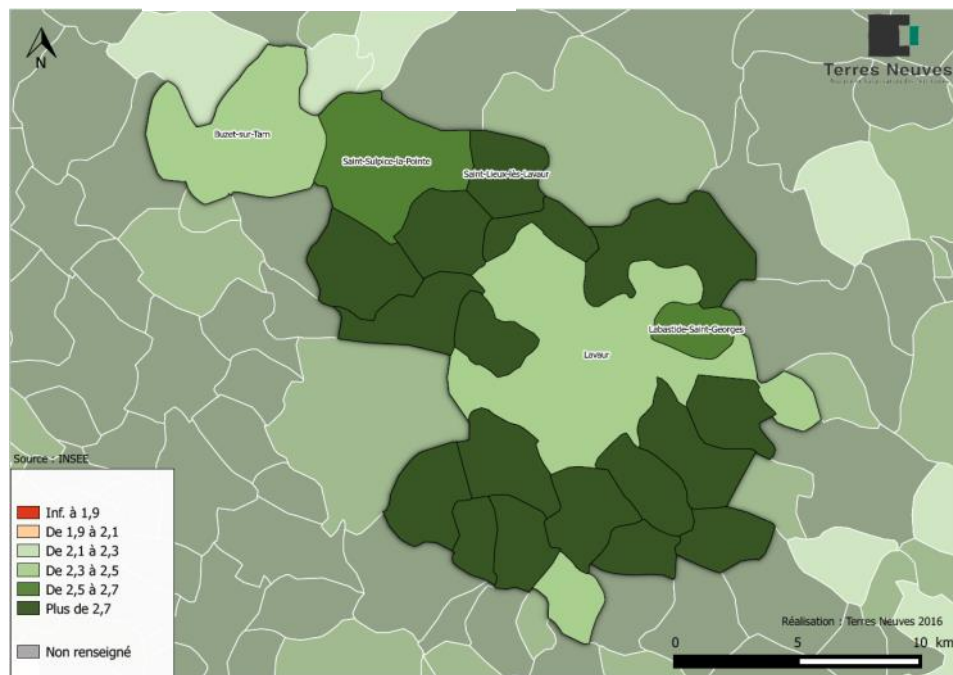 N
Terres Neuves
Buzet-sur-Tarn
Saint-Sulpice-la-Pointe
Saint-Lieux-lès-Lavaur
Labastide-Saint-Georges
Lavaur
Source : INSEE
Inf. à 1,9
De 1,9 à 2,1
De 2,1 à 2,3
De 2,3 à 2,5
De 2,5 à 2,7
Plus de 2,7
Non renseigné
Réalisation : Terres Neuves 2016
0 5 10 km